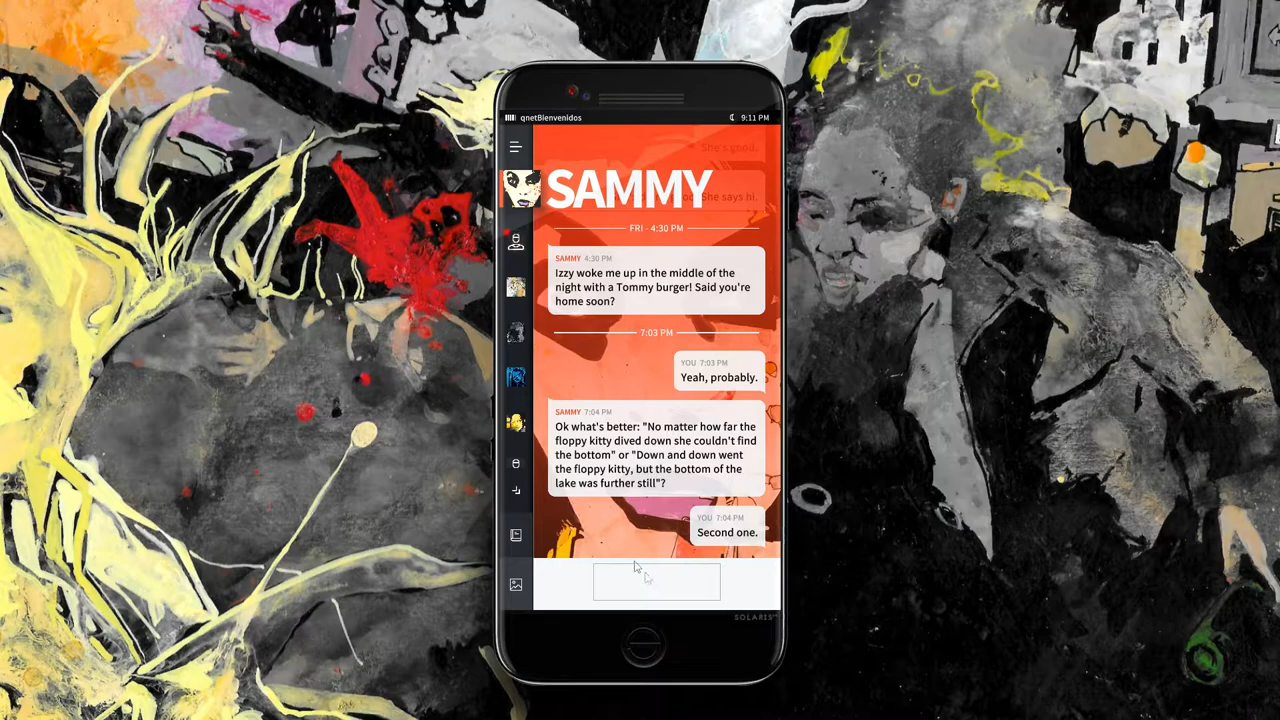 qnetBienvenidos
9:11 PM
She's good.
SAMMY
She says hi.
FRI - 4:30 PM
SAMMY 4:30 PM
Izzy woke me up in the middle of the
night with a Tommy burger! Said you're
home soon?
7:03 PM
YOU 7:03 PM
Yeah, probably.
SAMMY 7:04 PM
Ok what's better: "No matter how far the
floppy kitty dived down she couldn't find
the bottom" or "Down and down went
the floppy kitty, but the bottom of the
lake was further still"?
YOU 7:04 PM
Second one.
SOLARIS